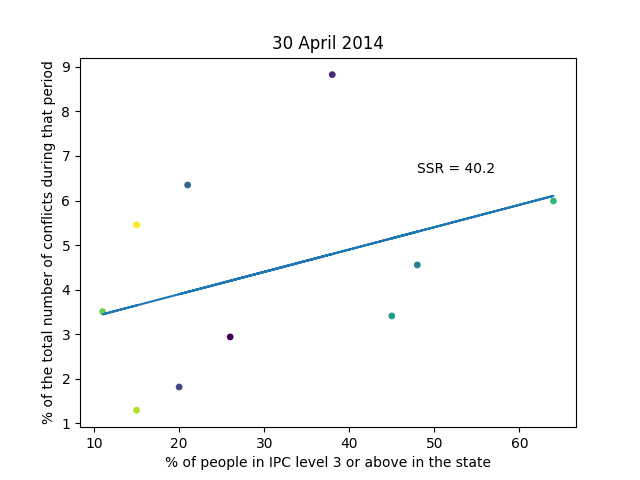 30 April 2014
% of the total number of conflicts during that period
9
8
7
6
5
4
3
2
1
SSR = 40.2
10 20 30 40 50 60
% of people in IPC level 3 or above in the state